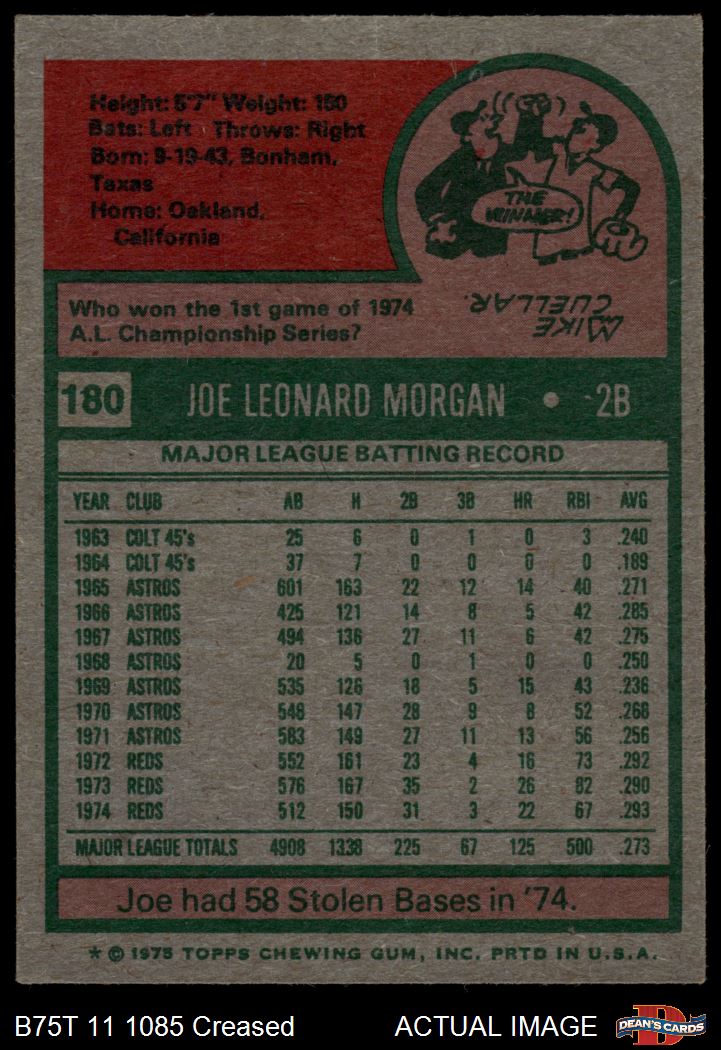 Height: 5'7" Weight: 150
Bats: Left Throws: Right
Born: 9-19-43, Bonham,
Texas
Home: Oakland,
California
THE
WINNER!
Who won the 1st game of 1974
A.L. Championship Series?
MIKE
CUELLAR.
180 JOE LEONARD MORGAN • 2B
MAJOR LEAGUE BATTING RECORD
YEAR CLUB AB H 2B 3B HR RBI AVG
1963 COLT 45's 25 6 0 1 0 3 .240
1964 COLT 45's 37 7 0 0 0 0 .189
1965 ASTROS 601 163 22 12 14 40 .271
1966 ASTROS 425 121 14 8 5 42 .285
1967 ASTROS 494 136 27 11 6 42 .275
1968 ASTROS 20 5 0 1 0 0 .250
1969 ASTROS 535 126 18 5 15 43 .236
1970 ASTROS 548 147 28 9 8 52 .268
1971 ASTROS 583 149 27 11 13 56 .256
1972 REDS 552 161 23 4 16 73 .292
1973 REDS 576 167 35 2 26 82 .290
1974 REDS 512 150 31 3 22 67 .293
MAJOR LEAGUE TOTALS 4908 1338 225 67 125 500 .273
Joe had 58 Stolen Bases in '74.
* © 1975 TOPPS CHEWING GUM, INC. PRTD IN U.S.A.
B75T 11 1085 Creased ACTUAL IMAGE
DEAN'S CARDS